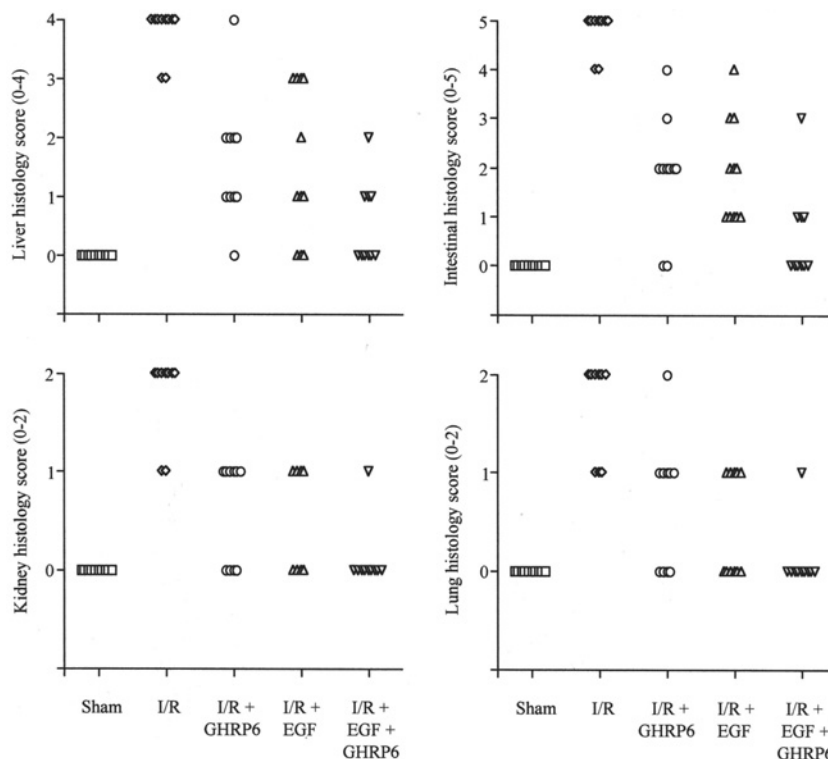 Liver histology score (0-4)
4
3
2
1
0
Intestinal histology score (0-5)
5
4
3
2
1
0
Kidney histology score (0-2)
2
1
0
Sham
I/R
I/R +
GHRP6
I/R +
EGF
I/R +
EGF +
GHRP6
Lung histology score (0-2)
2
1
0
Sham
I/R
I/R +
GHRP6
I/R +
EGF
I/R +
EGF +
GHRP6